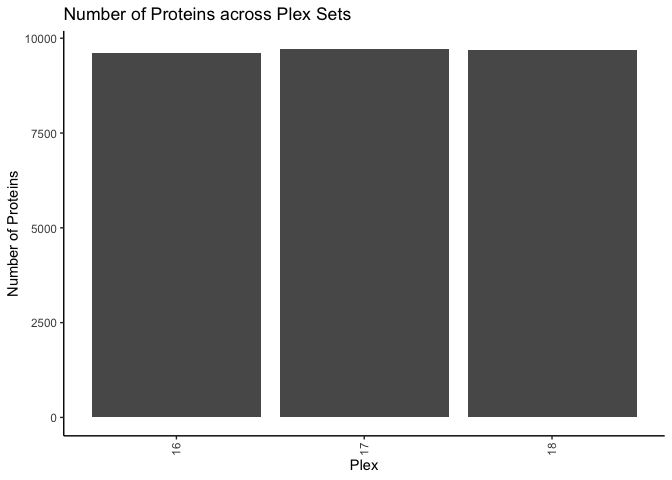 Number of Proteins across Plex Sets
Number of Proteins
10000
7500
5000
2500
0
16
17
18
Plex